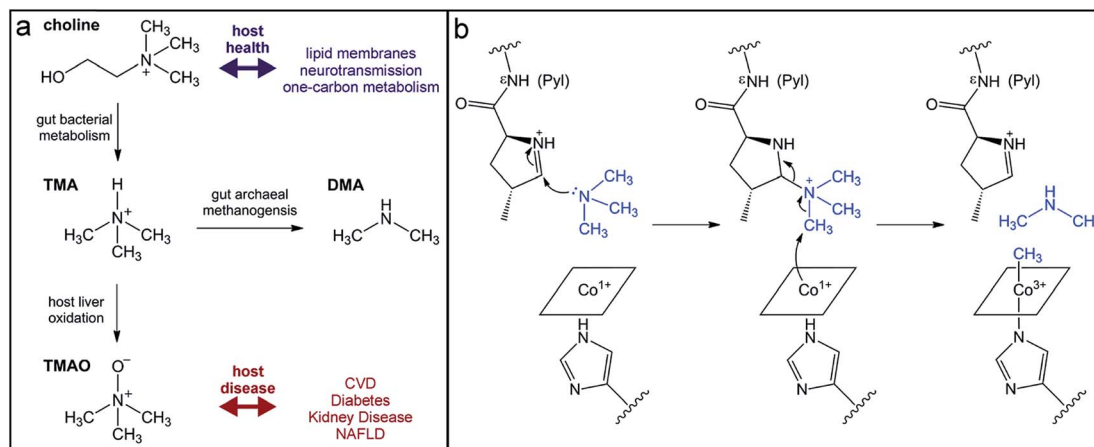 a
choline
HO
N
+
CH₃
CH₃
CH₃
host
health
lipid membranes
neurotransmission
one-carbon metabolism
gut bacterial
metabolism
TMA
H
N
+
H₃C
CH₃
CH₃
gut archaeal
methanogensis
DMA
H
N
H₃C
CH₃
host liver
oxidation
TMAO
O⁻
N
+
H₃C
CH₃
CH₃
host
disease
CVD
Diabetes
Kidney Disease
NAFLD
b
ε
NH
(Pyl)
O
+
NH
:N
CH₃
CH₃
CH₃
Co¹⁺
H
N
N
ε
NH
(Pyl)
O
NH
+
N
CH₃
CH₃
CH₃
Co¹⁺
H
N
N
ε
NH
(Pyl)
O
+
NH
H
N
H₃C
CH₃
CH₃
Co³⁺
N
N